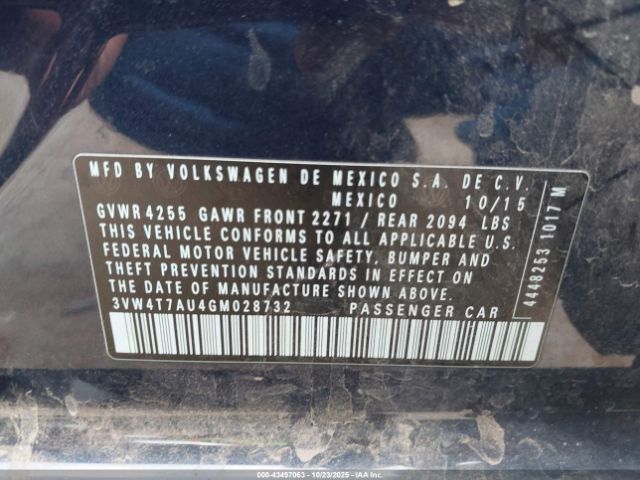 MFD BY VOLKSWAGEN DE MEXICO S.A. DE C.V.
MEXICO 10/15
GVWR 4255 GAWR FRONT 2271 / REAR 2094 LBS
THIS VEHICLE CONFORMS TO ALL APPLICABLE U.S.
FEDERAL MOTOR VEHICLE SAFETY, BUMPER AND
THEFT PREVENTION STANDARDS IN EFFECT ON
THE DATE OF MANUFACTURE SHOWN ABOVE.
3VW4T7AU4GM028732 PASSENGER CAR
4448253 1017 M
000-43497063 - 10/23/2025 - IAA Inc.